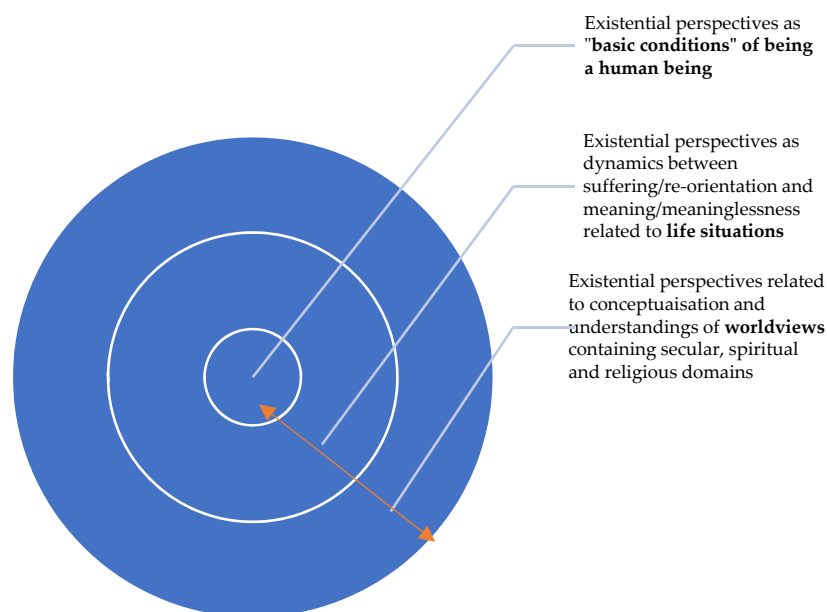 Existential perspectives as
"basic conditions" of being
a human being
Existential perspectives as
dynamics between
suffering/re-orientation and
meaning/meaninglessness
related to life situations
Existential perspectives related
to conceptuaisation and
understandings of worldviews
containing secular, spiritual
and religious domains